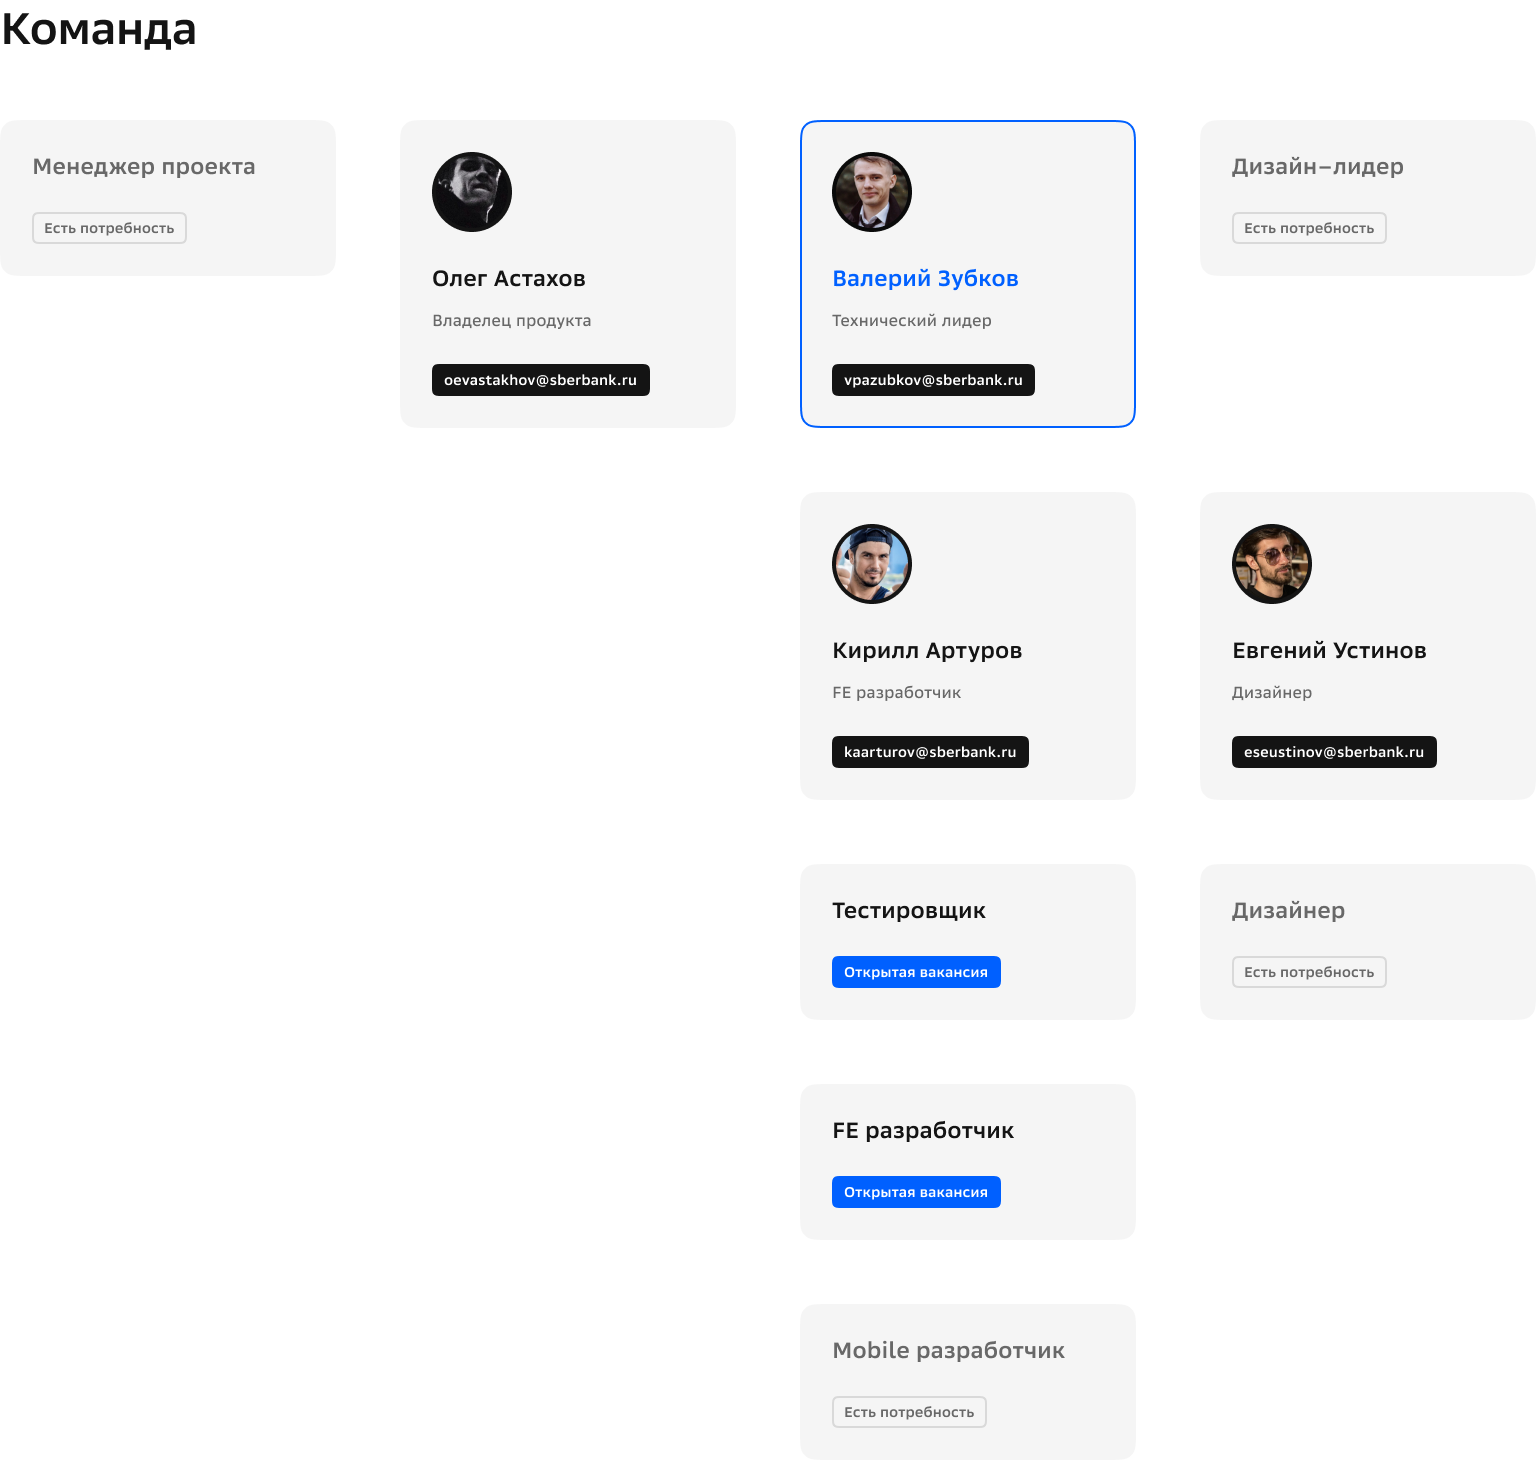 Команда
Менеджер проекта
Есть потребность
Олег Астахов
Владелец продукта
oevastakhov@sberbank.ru
Валерий Зубков
Технический лидер
vpazubkov@sberbank.ru
Дизайн–лидер
Есть потребность
Кирилл Артуров
FE разработчик
kaarturov@sberbank.ru
Евгений Устинов
Дизайнер
eseustinov@sberbank.ru
Тестировщик
Открытая вакансия
Дизайнер
Есть потребность
FE разработчик
Открытая вакансия
Mobile разработчик
Есть потребность